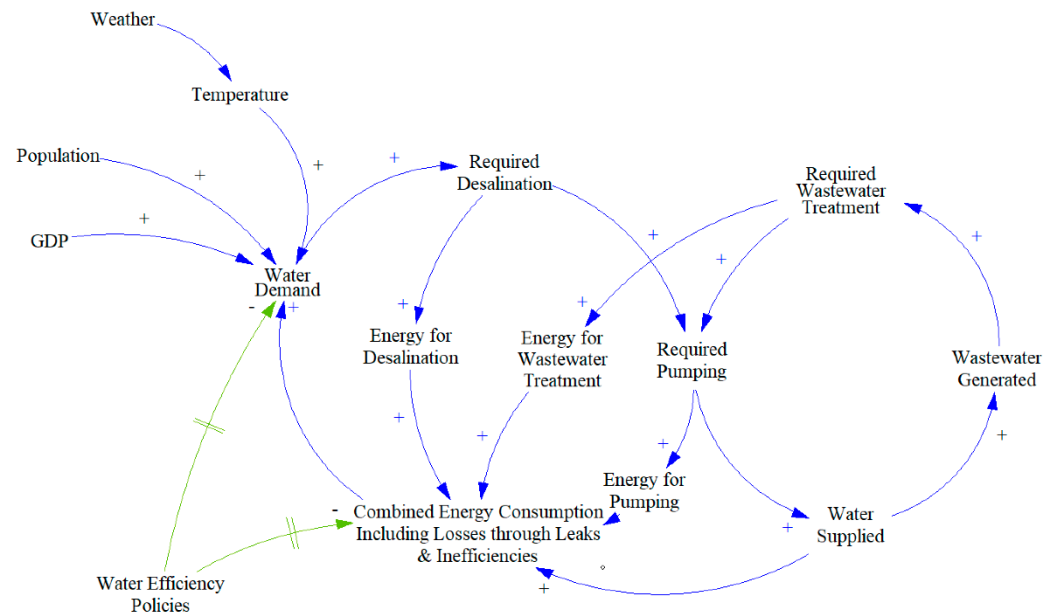 Weather
Temperature
Population
+
+
+
+
GDP
Required
Desalination
Required
Wastewater
Treatment
+
+
+
Water
Demand
-
+
+
+
Energy for
Desalination
Energy for
Wastewater
Treatment
Required
Pumping
Wastewater
Generated
+
+
+
+
Energy for
Pumping
-
Combined Energy Consumption
Including Losses through Leaks
& Inefficiencies
+
Water
Supplied
+
Water Efficiency
Policies